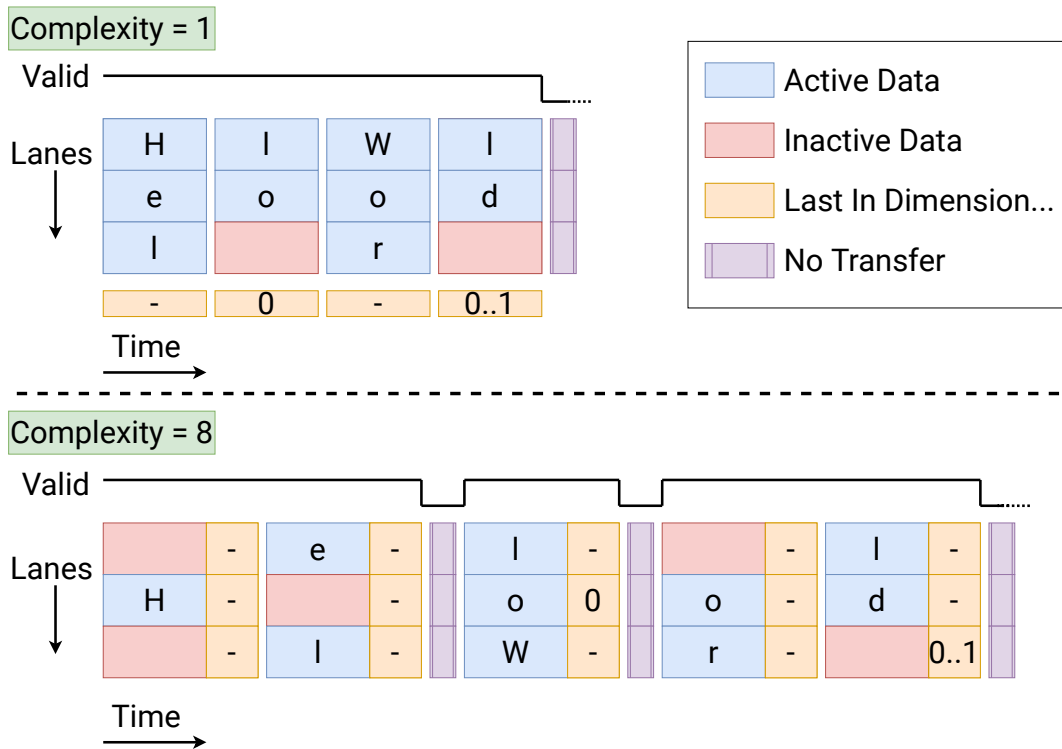 Complexity = 1
Valid
Active Data
Inactive Data
Last In Dimension...
No Transfer
Lanes
H l W l
e o o d
l r
- 0 - 0..1
Time
Complexity = 8
Valid
Lanes
- e - l - - l -
H - - o 0 o - d -
- l - W - r - 0..1
Time